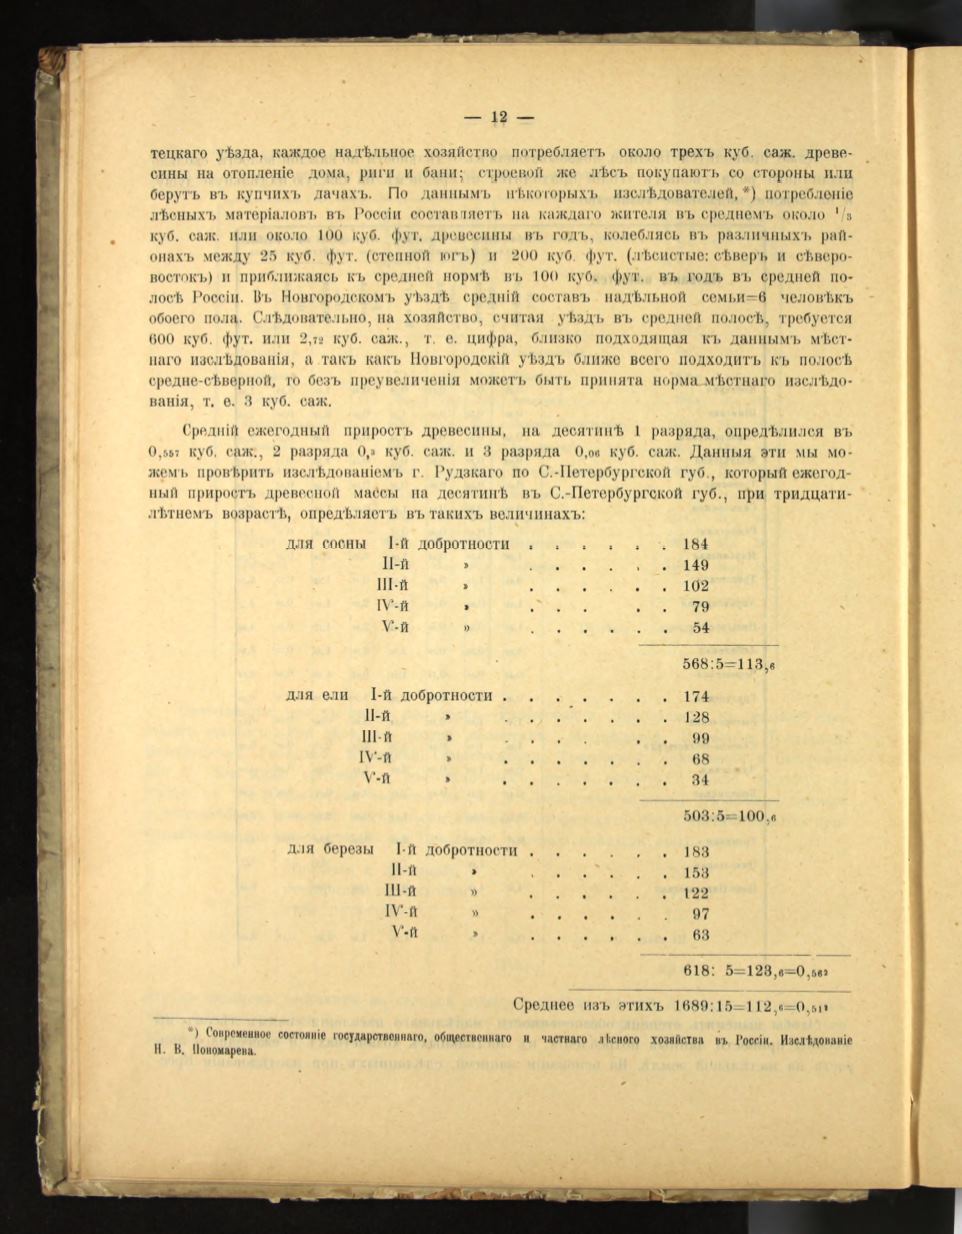 — 12 —
тецкаго уѣзда, каждое надѣльное хозяйство потребляетъ около трехъ куб. саж. древе-
сины на отопленіе дома, риги и бани; строевой же лѣсъ покупаютъ со стороны или
берутъ въ купчихъ дачахъ. По даннымъ нѣкоторыхъ изслѣдователей, *) потребленіе
лѣсныхъ матеріаловъ въ Россіи составляетъ на каждаго жителя въ среднемъ около 1/3
куб. саж. или около 100 куб. фут. древесины въ годъ, колеблясь въ различныхъ рай-
онахъ между 25 куб. фут. (степной югъ) и 200 куб. фут. (лѣсистые: сѣверъ и сѣверо-
востокъ) и приближаясь къ средней нормѣ въ 100 куб. фут. въ годъ въ средней по-
лосѣ Россіи. Въ Новгородскомъ уѣздѣ средній составъ надѣльной семьи=6 человѣкъ
обоего пола. Слѣдовательно, на хозяйство, считая уѣздъ въ средней полосѣ, требуется
600 куб. фут. или 2,72 куб. саж., т. е. цифра, близко подходящая къ даннымъ мѣст-
наго изслѣдованія, а такъ какъ Новгородскій уѣздъ ближе всего подходитъ къ полосѣ
средне-сѣверной, то безъ преувеличенія можетъ быть принята норма мѣстнаго изслѣдо-
ванія, т. е. 3 куб. саж.
Средній ежегодный приростъ древесины, на десятинѣ 1 разряда, опредѣлился въ
0,557 куб. саж., 2 разряда 0,3 куб. саж. и 3 разряда 0,06 куб. саж. Данныя эти мы мо-
жемъ провѣрить изслѣдованіемъ г. Рудзкаго по С.-Петербургской губ., который ежегод-
ный приростъ древесной массы на десятинѣ въ С.-Петербургской губ., при тридцати-
лѣтнемъ возрастѣ, опредѣляетъ въ такихъ величинахъ:
для сосны I-й добротности . . . . . . 184
II-й » . . . . . . 149
III-й » . . . . . . 102
IV-й » . . . . . 79
V-й » . . . . . . 54
568:5=113,6
для ели I-й добротности . . . . . . . 174
II-й » . . . . . . . 128
III-й » . . . . . . 99
IV-й » . . . . . . . 68
V-й » . . . . . . . 34
503:5=100,6
для березы I-й добротности . . . . . . 183
II-й » . . . . . . 153
III-й » . . . . . . 122
IV-й » . . . . . . 97
V-й » . . . . . . 63
618: 5=123,6=0,562
Среднее изъ этихъ 1689:15=112,6=0,511
*) Современное состояніе государственнаго, общественнаго и частнаго лѣсного хозяйства въ Россіи. Изслѣдованіе
Н. В. Пономарева.